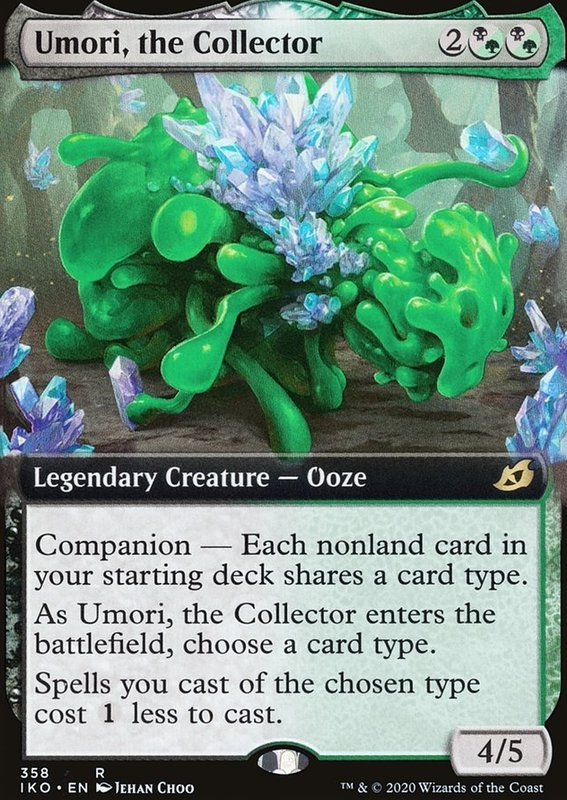 Umori, the Collector 2
Legendary Creature — Ooze
Companion — Each nonland card in
your starting deck shares a card type.
As Umori, the Collector enters the
battlefield, choose a card type.
Spells you cast of the chosen type
cost 1 less to cast.
4/5
358 R
IKO • EN Jehan Choo
™ & © 2020 Wizards of the Coast